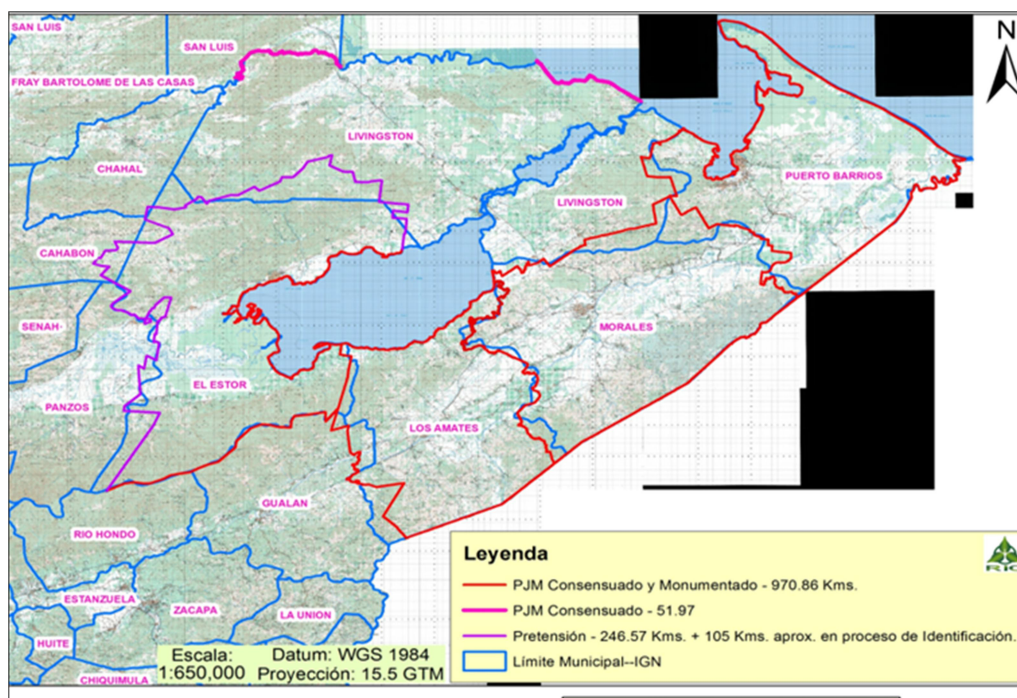 SAN LUIS
SAN LUIS
N
FRAY BARTOLOME DE LAS CASAS
LIVINGSTON
CHAHAL
PUERTO BARRIOS
LIVINGSTON
CAHABON
SENAH-
MORALES
EL ESTOR
PANZOS
LOS AMATES
GUALAN
RIO HONDO
ESTANZUELA
ZACAPA
LA UNION
HUITE
CHIQUIMULA
Escala:
1:650,000
Datum: WGS 1984
Proyección: 15.5 GTM
Leyenda
RIC
PJM Consensuado y Monumentado - 970.86 Kms.
PJM Consensuado - 51.97
Pretensión - 246.57 Kms. + 105 Kms. aprox. en proceso de Identificación.
Límite Municipal--IGN